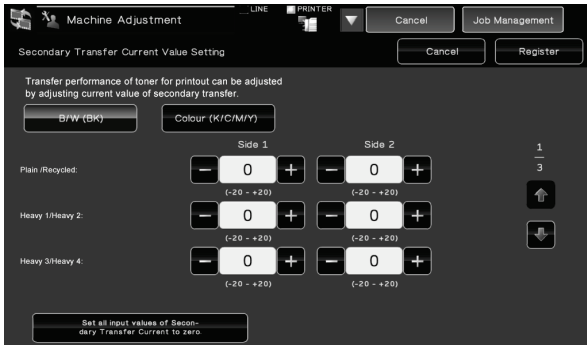 Machine Adjustment
LINE
PRINTER
Cancel
Job Management
Secondary Transfer Current Value Setting
Cancel
Register
Transfer performance of toner for printout can be adjusted
by adjusting current value of secondary transfer.
B/W (BK)
Colour (K/C/M/Y)
Side 1
Side 2
1
3
Plain /Recycled:
0
0
(-20 - +20)
(-20 - +20)
Heavy 1/Heavy 2:
0
0
(-20 - +20)
(-20 - +20)
Heavy 3/Heavy 4:
0
0
(-20 - +20)
(-20 - +20)
Set all input values of Secon-
dary Transfer Current to zero.